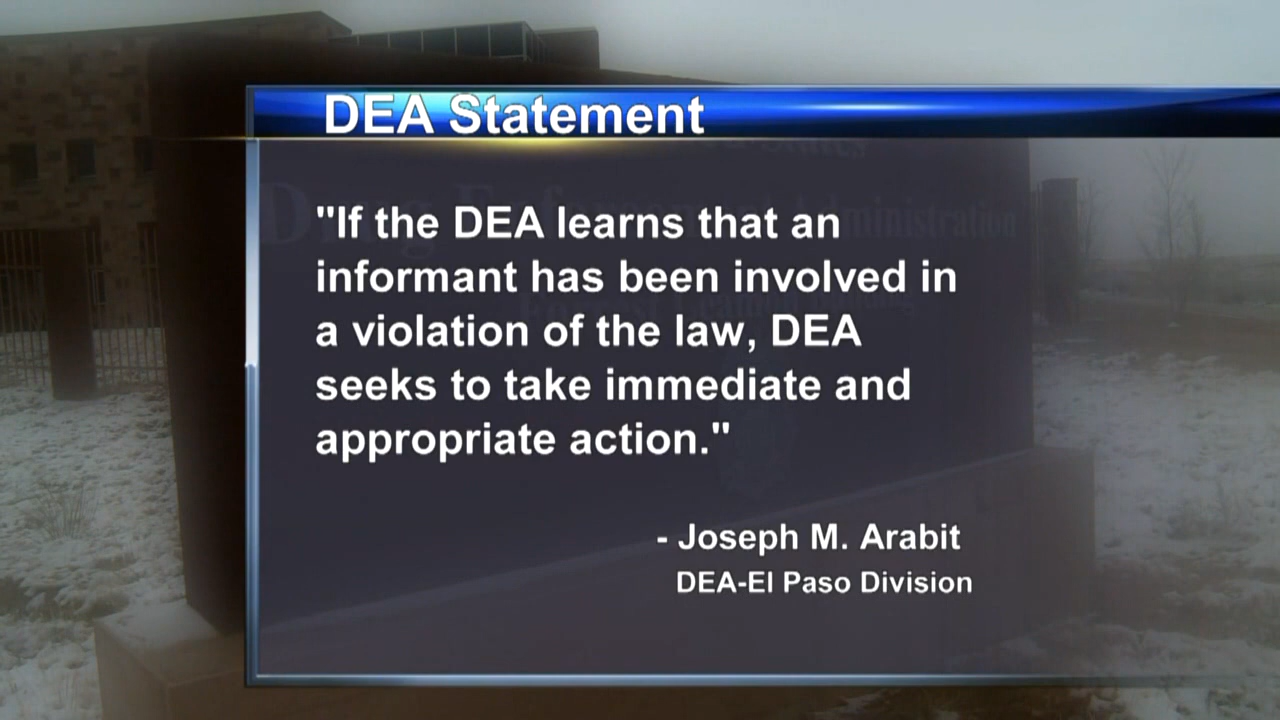 DEA Statement
"If the DEA learns that an
informant has been involved in
a violation of the law, DEA
seeks to take immediate and
appropriate action."
- Joseph M. Arabit
DEA-El Paso Division